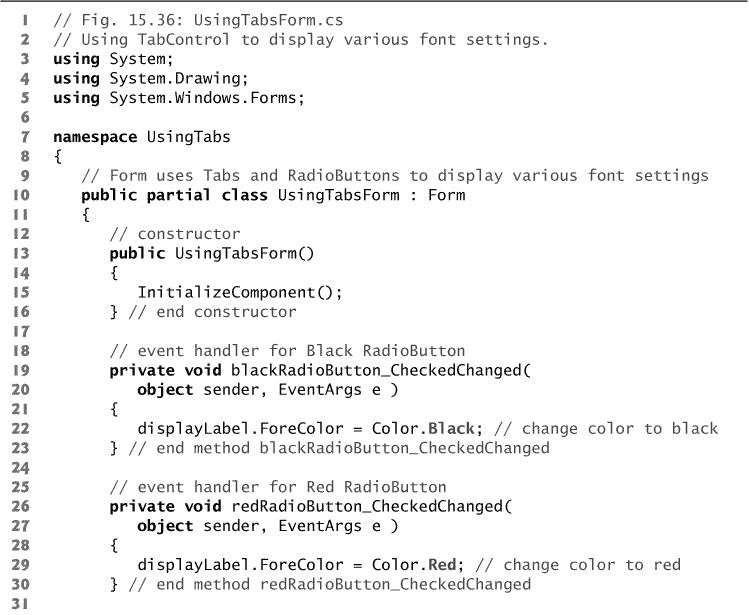 1 // Fig. 15.36: UsingTabsForm.cs
2 // Using TabControl to display various font settings.
3 using System;
4 using System.Drawing;
5 using System.Windows.Forms;
6
7 namespace UsingTabs
8 {
9 // Form uses Tabs and RadioButtons to display various font settings
10 public partial class UsingTabsForm : Form
11 {
12 // constructor
13 public UsingTabsForm()
14 {
15 InitializeComponent();
16 } // end constructor
17
18 // event handler for Black RadioButton
19 private void blackRadioButton_CheckedChanged(
20 object sender, EventArgs e )
21 {
22 displayLabel.ForeColor = Color.Black; // change color to black
23 } // end method blackRadioButton_CheckedChanged
24
25 // event handler for Red RadioButton
26 private void redRadioButton_CheckedChanged(
27 object sender, EventArgs e )
28 {
29 displayLabel.ForeColor = Color.Red; // change color to red
30 } // end method redRadioButton_CheckedChanged
31